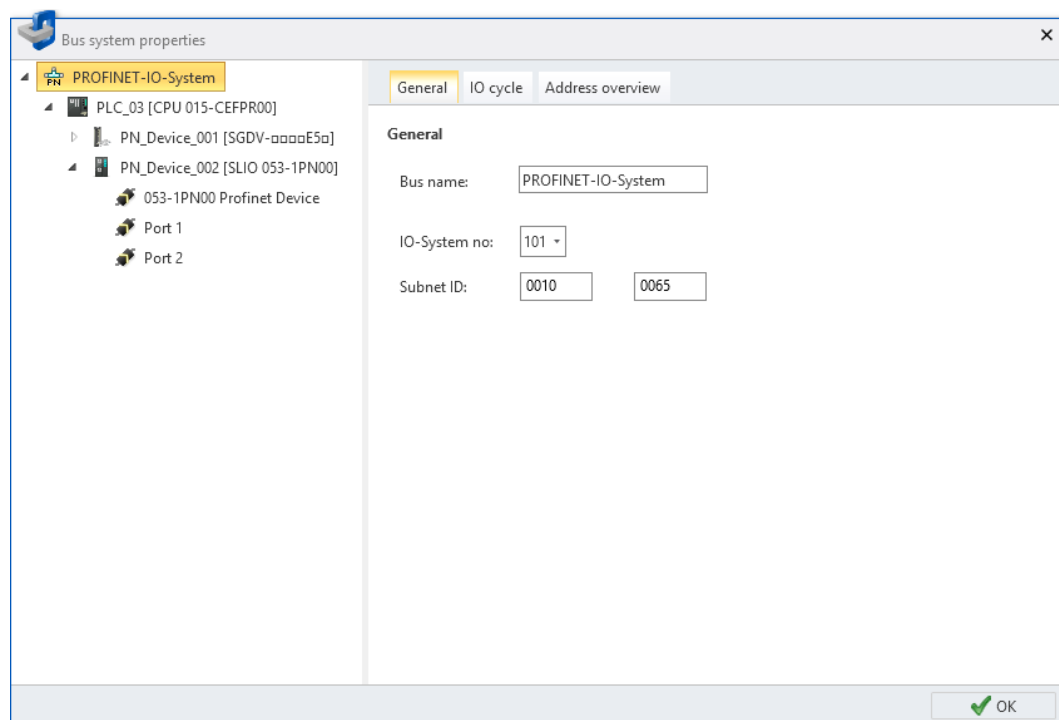 Bus system properties
PROFINET-IO-System
PN
PLC_03 [CPU 015-CEFPR00]
PN_Device_001 [SGDV-□□□□E5□]
PN_Device_002 [SLIO 053-1PN00]
053-1PN00 Profinet Device
Port 1
Port 2
General IO cycle Address overview
General
Bus name: PROFINET-IO-System
IO-System no: 101
Subnet ID: 0010 0065
OK